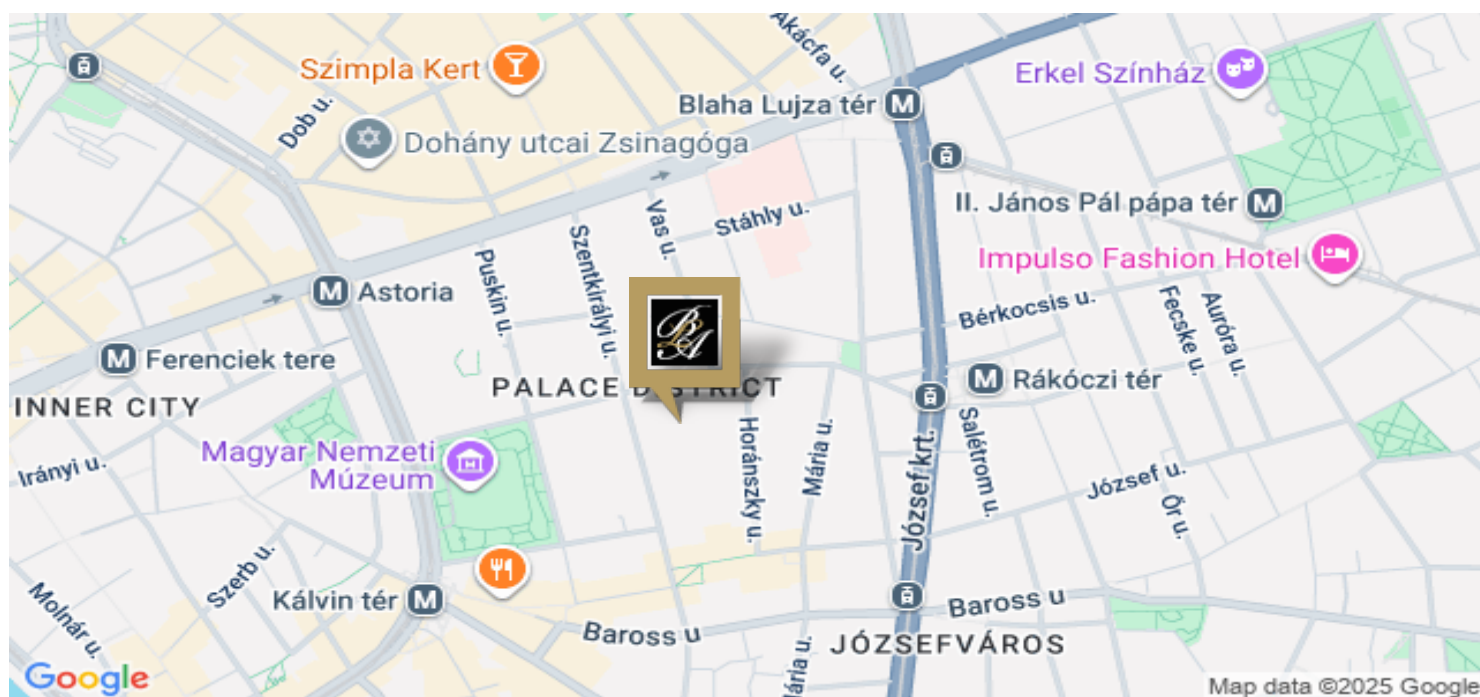 Akácfa u.
Szimpla Kert
Erkel Színház
Blaha Lujza tér M
Dob u.
Dohány utcai Zsinagóga
Vas u.
Stáhly u.
II. János Pál pápa tér M
Szentkirályi u.
Puskin u.
Impulso Fashion Hotel
M Astoria
Bérkocsis u.
Fecske u.
Auróra u.
M Ferenciek tere
M Rákóczi tér
PALACE DISTRICT
INNER CITY
Horánszky u.
Mária u.
Salétrom u.
József krt.
Magyar Nemzeti
Múzeum
Irányi u.
József u.
Őr u.
Szerb u.
Molnár u.
Kálvin tér M
Baross u
Baross u
JÓZSEFVÁROS
Mária u.
Google
Map data ©2025 Google